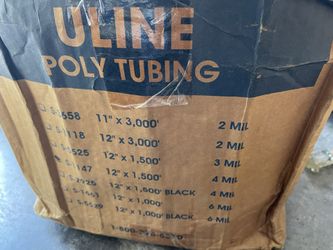 ULINE
POLY TUBING
S-3658 11" x 3,000' 2 MIL
S-1118 12" x 3,000' 2 MIL
12" x 1,500' 3 MIL
12" x 1,500' 4 MIL
12" x 1,500' BLACK 4 MIL
12" x 1,000' 6 MIL
12" x 1,000' BLACK 6 MIL